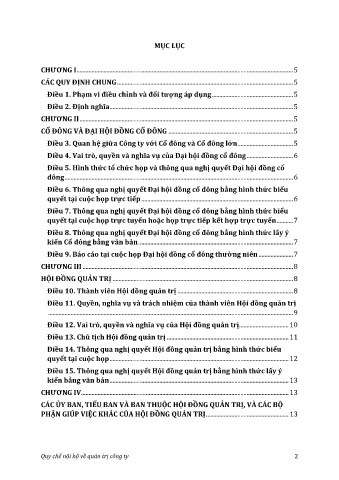 MỤC LỤC
CHƯƠNG I.....5
CÁC QUY ĐỊNH CHUNG.....5
Điều 1. Phạm vi điều chỉnh và đối tượng áp dụng.....5
Điều 2. Định nghĩa.....5
CHƯƠNG II.....5
CỔ ĐÔNG VÀ ĐẠI HỘI ĐỒNG CỔ ĐÔNG.....5
Điều 3. Quan hệ giữa Công ty với Cổ đông và Cổ đông lớn.....5
Điều 4. Vai trò, quyền và nghĩa vụ của Đại hội đồng cổ đông.....6
Điều 5. Hình thức tổ chức họp và thông qua nghị quyết Đại hội đồng cổ
đông.....6
Điều 6. Thông qua nghị quyết Đại hội đồng cổ đông bằng hình thức biểu
quyết tại cuộc họp trực tiếp.....6
Điều 7. Thông qua nghị quyết Đại hội đồng cổ đông bằng hình thức biểu
quyết tại cuộc họp trực tuyến hoặc họp trực tiếp kết hợp trực tuyến.....7
Điều 8. Thông qua nghị quyết Đại hội đồng cổ đông bằng hình thức lấy ý
kiến Cổ đông bằng văn bản.....7
Điều 9. Báo cáo tại cuộc họp Đại hội đồng cổ đông thường niên.....7
CHƯƠNG III.....8
HỘI ĐỒNG QUẢN TRỊ.....8
Điều 10. Thành viên Hội đồng quản trị.....8
Điều 11. Quyền, nghĩa vụ và trách nhiệm của thành viên Hội đồng quản trị
.....9
Điều 12. Vai trò, quyền và nghĩa vụ của Hội đồng quản trị.....10
Điều 13. Chủ tịch Hội đồng quản trị.....11
Điều 14. Thông qua nghị quyết Hội đồng quản trị bằng hình thức biểu
quyết tại cuộc họp.....12
Điều 15. Thông qua nghị quyết Hội đồng quản trị bằng hình thức lấy ý
kiến bằng văn bản.....13
CHƯƠNG IV.....13
CÁC ỦY BAN, TIỂU BAN VÀ BAN THUỘC HỘI ĐỒNG QUẢN TRỊ, VÀ CÁC BỘ
PHẬN GIÚP VIỆC KHÁC CỦA HỘI ĐỒNG QUẢN TRỊ.....13
Quy chế nội bộ về quản trị công ty 2